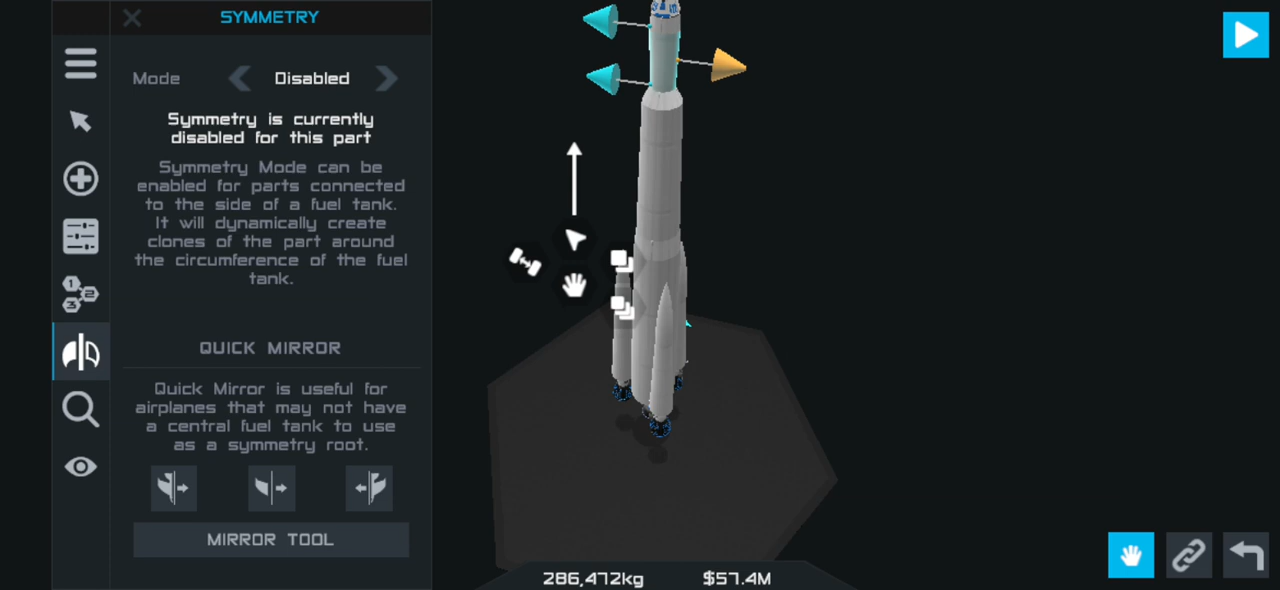 SYMMETRY
Mode
Disabled
Symmetry is currently
disabled for this part
Symmetry Mode can be
enabled for parts connected
to the side of a fuel tank.
It will dynamically create
clones of the part around
the circumference of the fuel
tank.
QUICK MIRROR
Quick Mirror is useful for
airplanes that may not have
a central fuel tank to use
as a symmetry root.
MIRROR TOOL
1
2
3
286,472kg
$57.4M